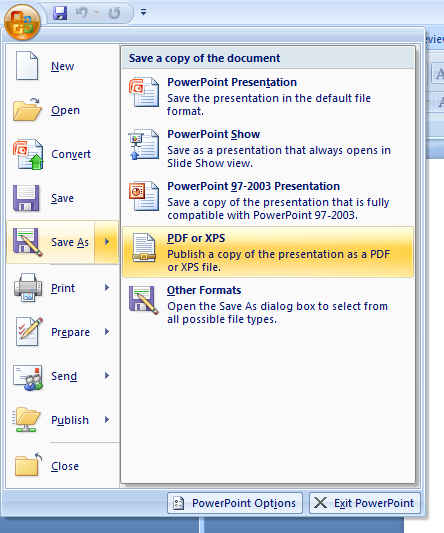 New
Open
Convert
Save
Save As
Print
Prepare
Send
Publish
Close
Save a copy of the document
PowerPoint Presentation
Save the presentation in the default file
format.
PowerPoint Show
Save as a presentation that always opens in
Slide Show view.
PowerPoint 97-2003 Presentation
Save a copy of the presentation that is fully
compatible with PowerPoint 97-2003.
PDF or XPS
Publish a copy of the presentation as a PDF
or XPS file.
Other Formats
Open the Save As dialog box to select from
all possible file types.
PowerPoint Options
Exit PowerPoint